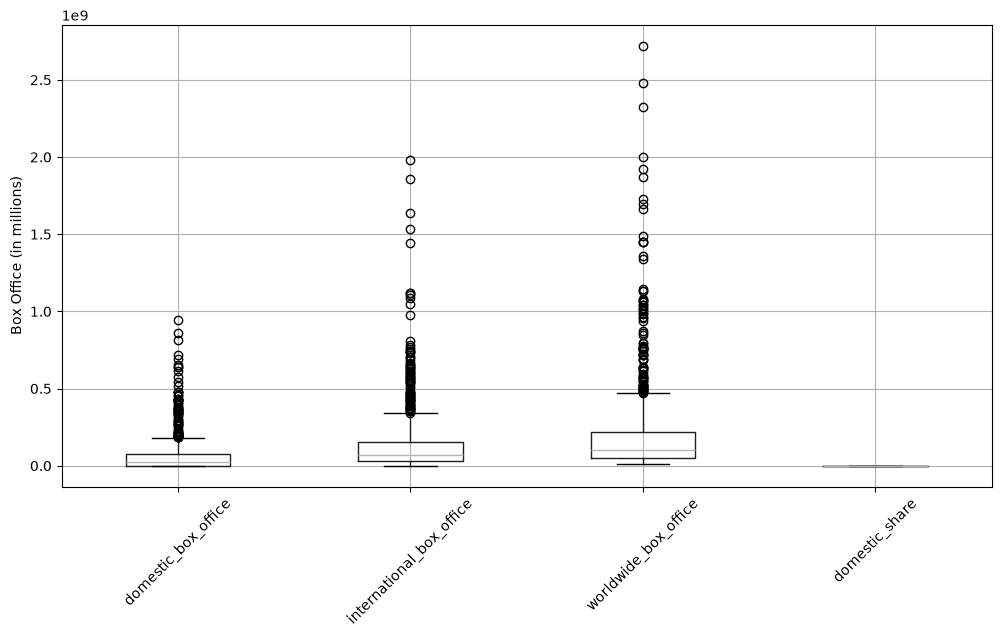 1e9
Box Office (in millions)
2.5
2.0
1.5
1.0
0.5
0.0
domestic_box_office
international_box_office
worldwide_box_office
domestic_share